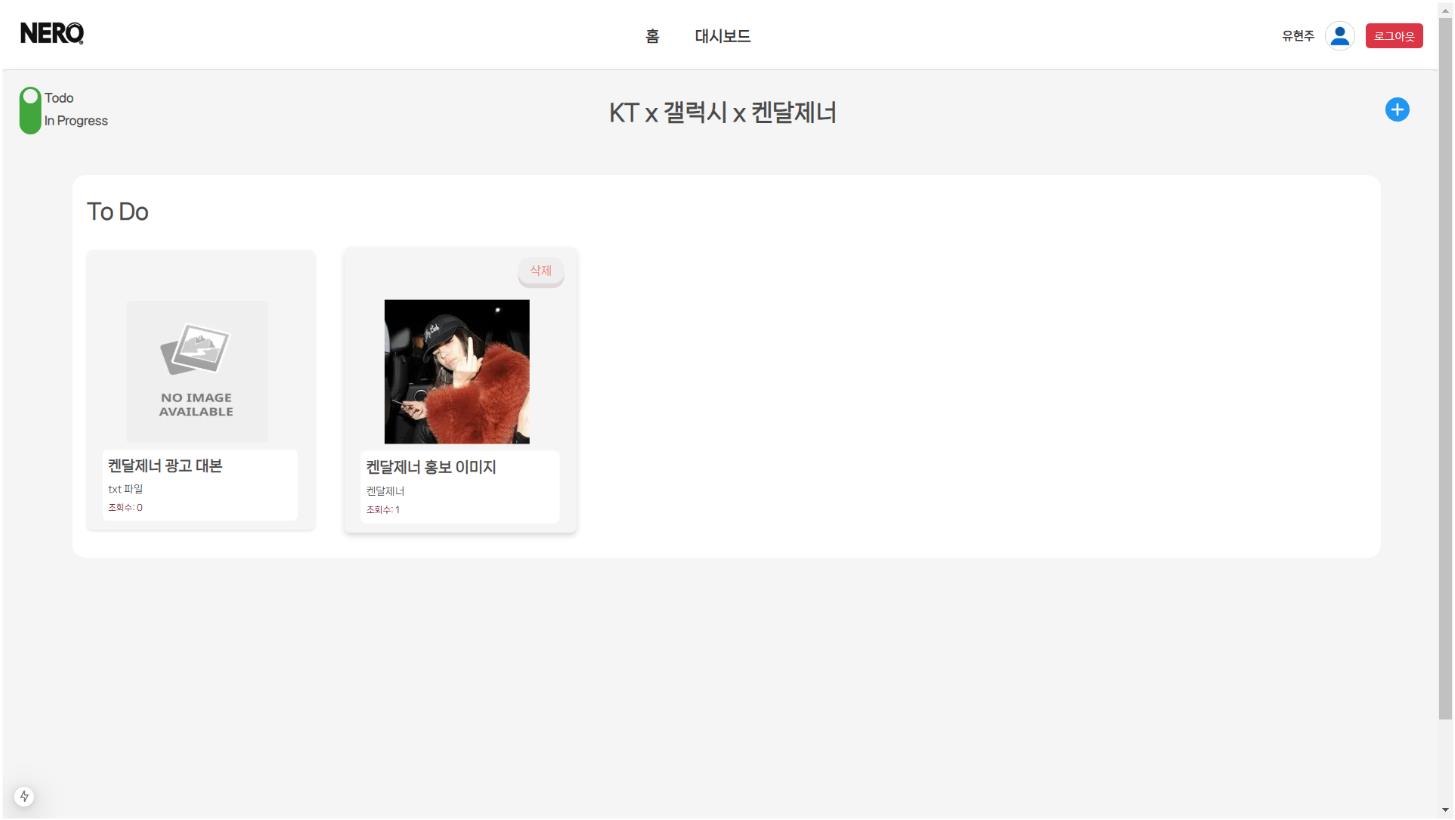 NERO
홈 대시보드
유현주 로그아웃
Todo
In Progress
KT x 갤럭시 x 켄달제너
To Do
삭제
NO IMAGE
AVAILABLE
켄달제너 광고 대본
txt 파일
조회수: 0
켄달제너 홍보 이미지
켄달제너
조회수: 1